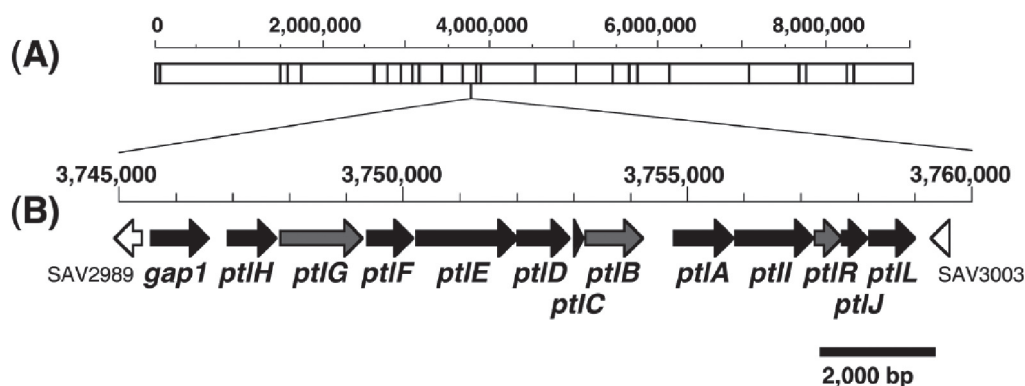 0 2,000,000 4,000,000 6,000,000 8,000,000
(A)
3,745,000 3,750,000 3,755,000 3,760,000
(B)
SAV2989 gap1 ptlH ptlG ptlF ptlE ptlD ptlB ptlA ptlI ptlR ptlL SAV3003
ptlC ptlJ
2,000 bp